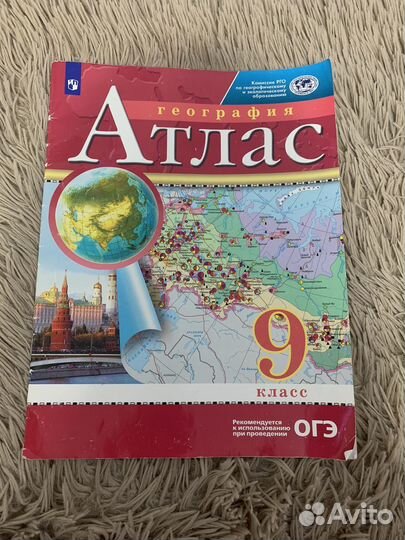 Комиссия РГО
по географическому
и экологическому
образованию
география
Атлас
9
класс
Рекомендуется
к использованию
при проведении
ОГЭ
Avito